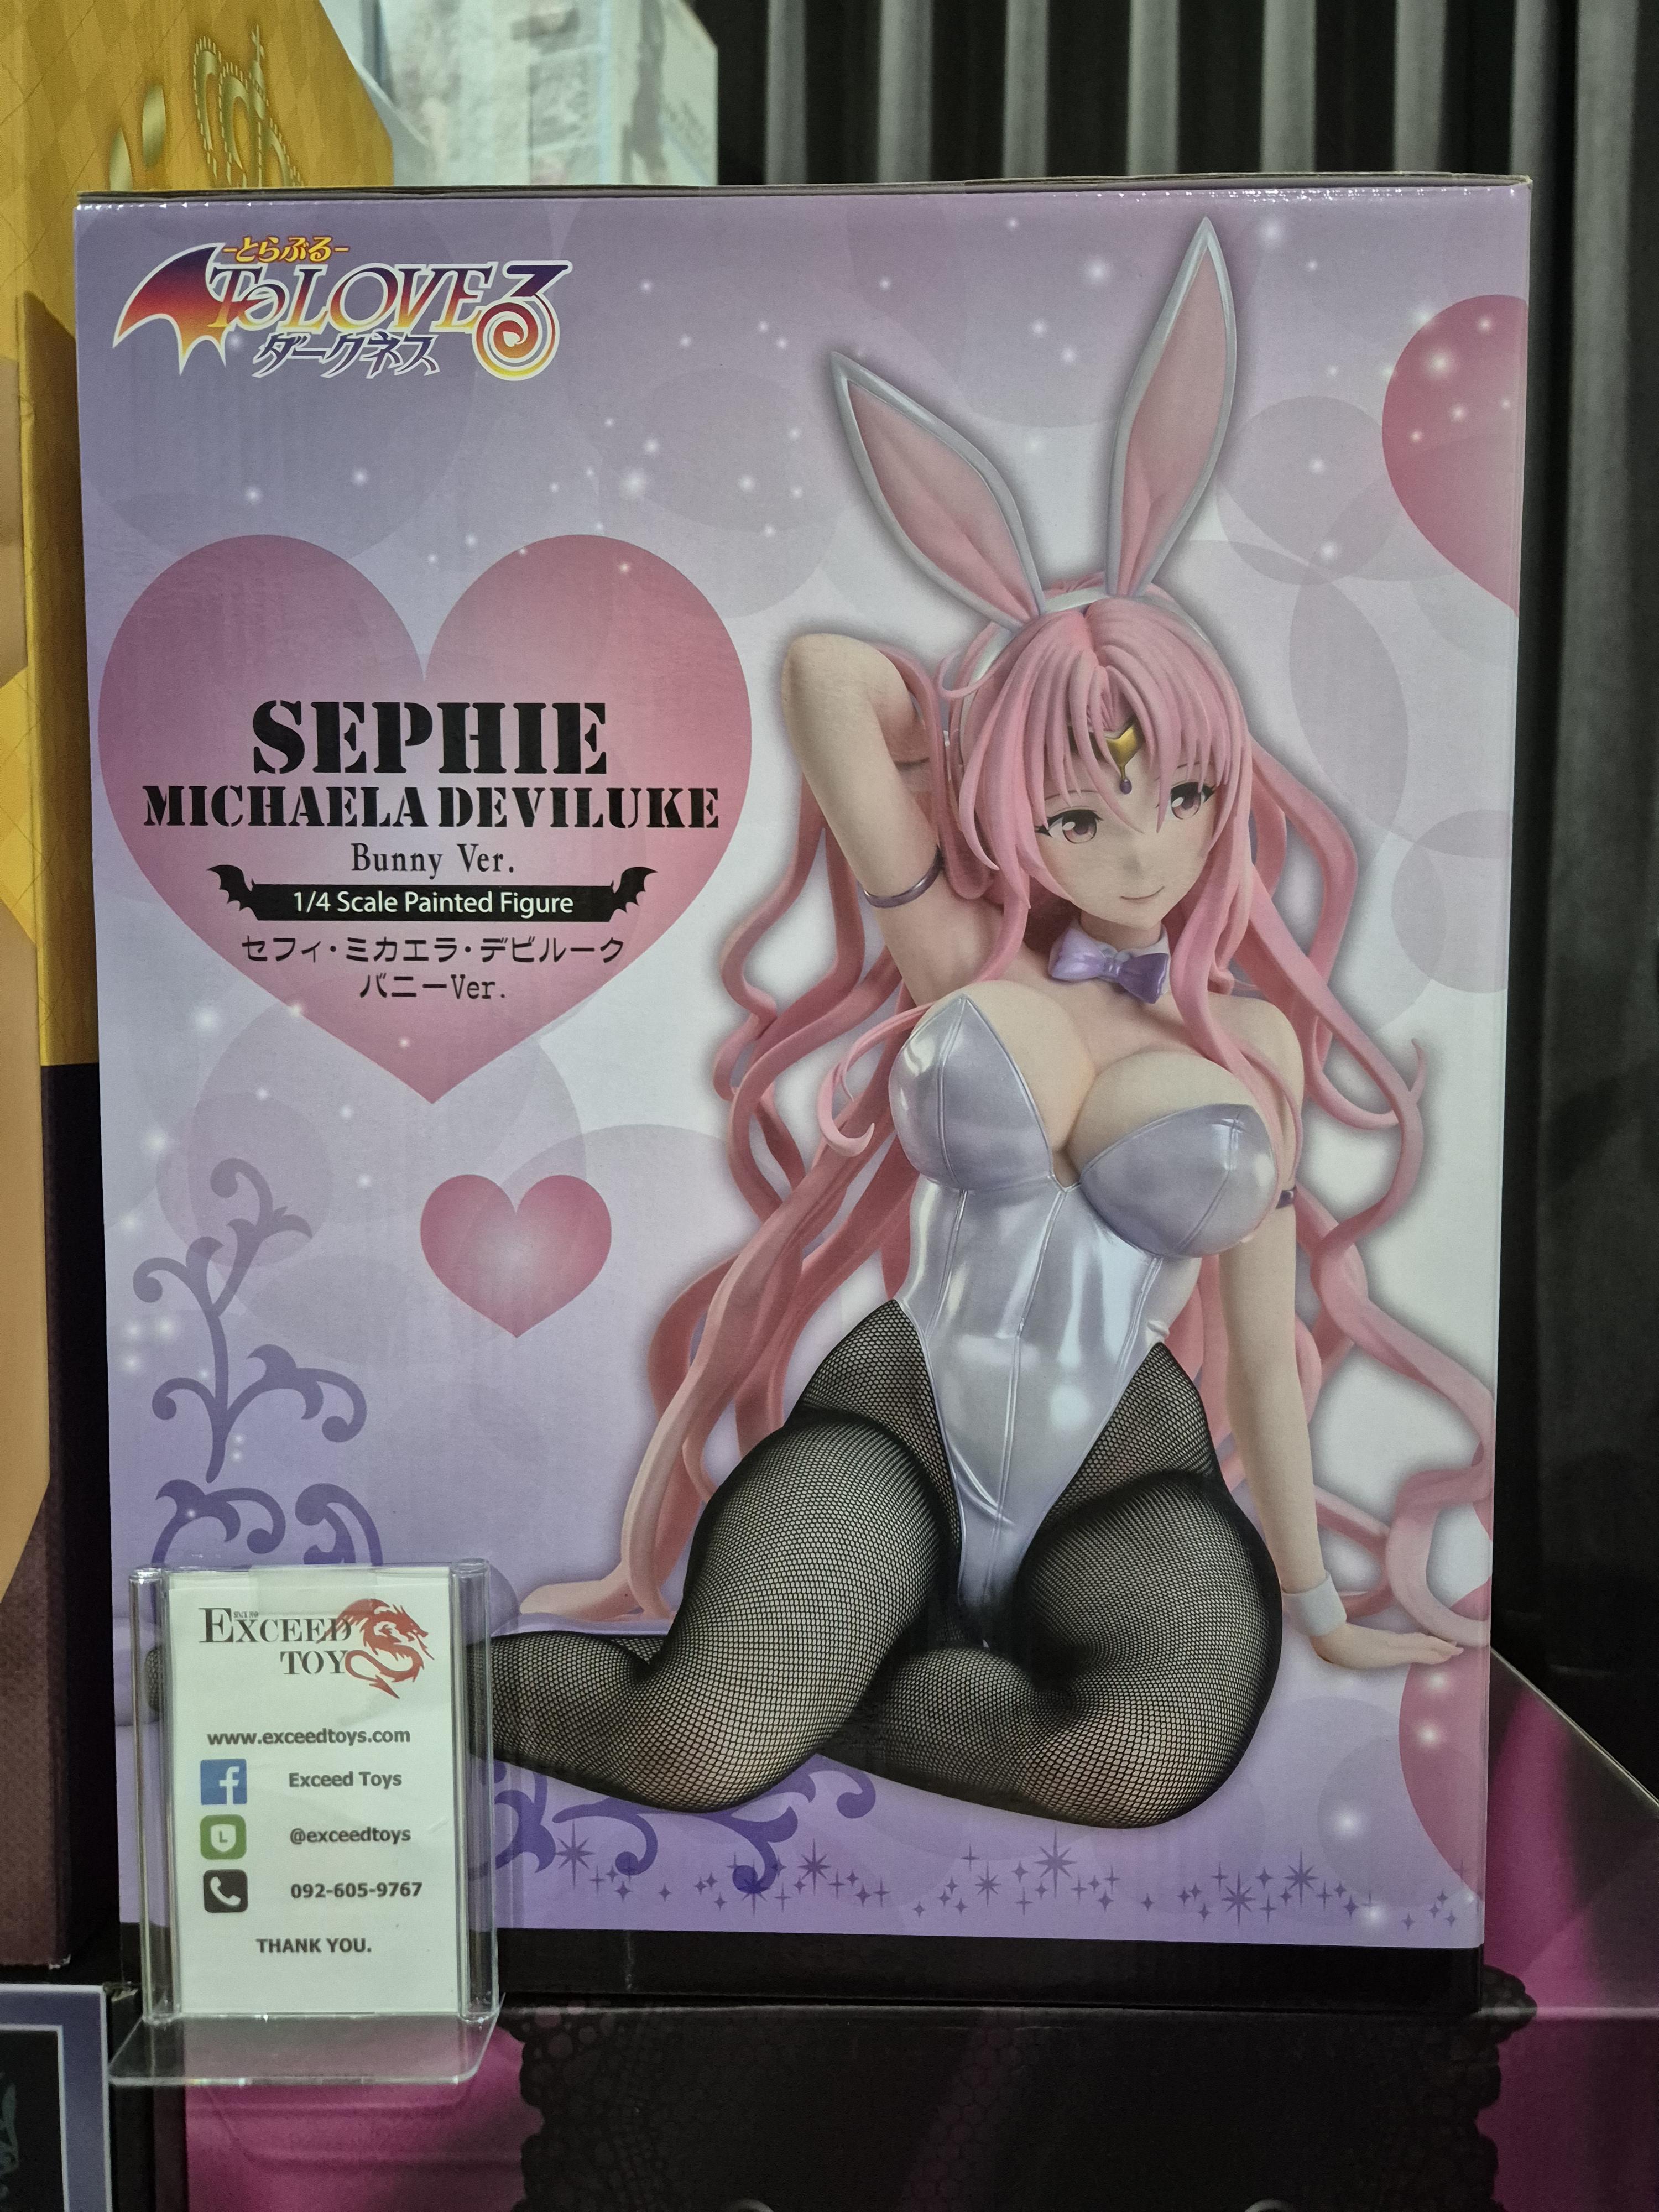 -とらぶる-
To LOVEる
ダークネス
SEPHIE
MICHAELA DEVILUKE
Bunny Ver.
1/4 Scale Painted Figure
セフィ・ミカエラ・デビルーク
バニーVer.
EXCEED
TOY
www.exceedtoys.com
Exceed Toys
@exceedtoys
092-605-9767
THANK YOU.